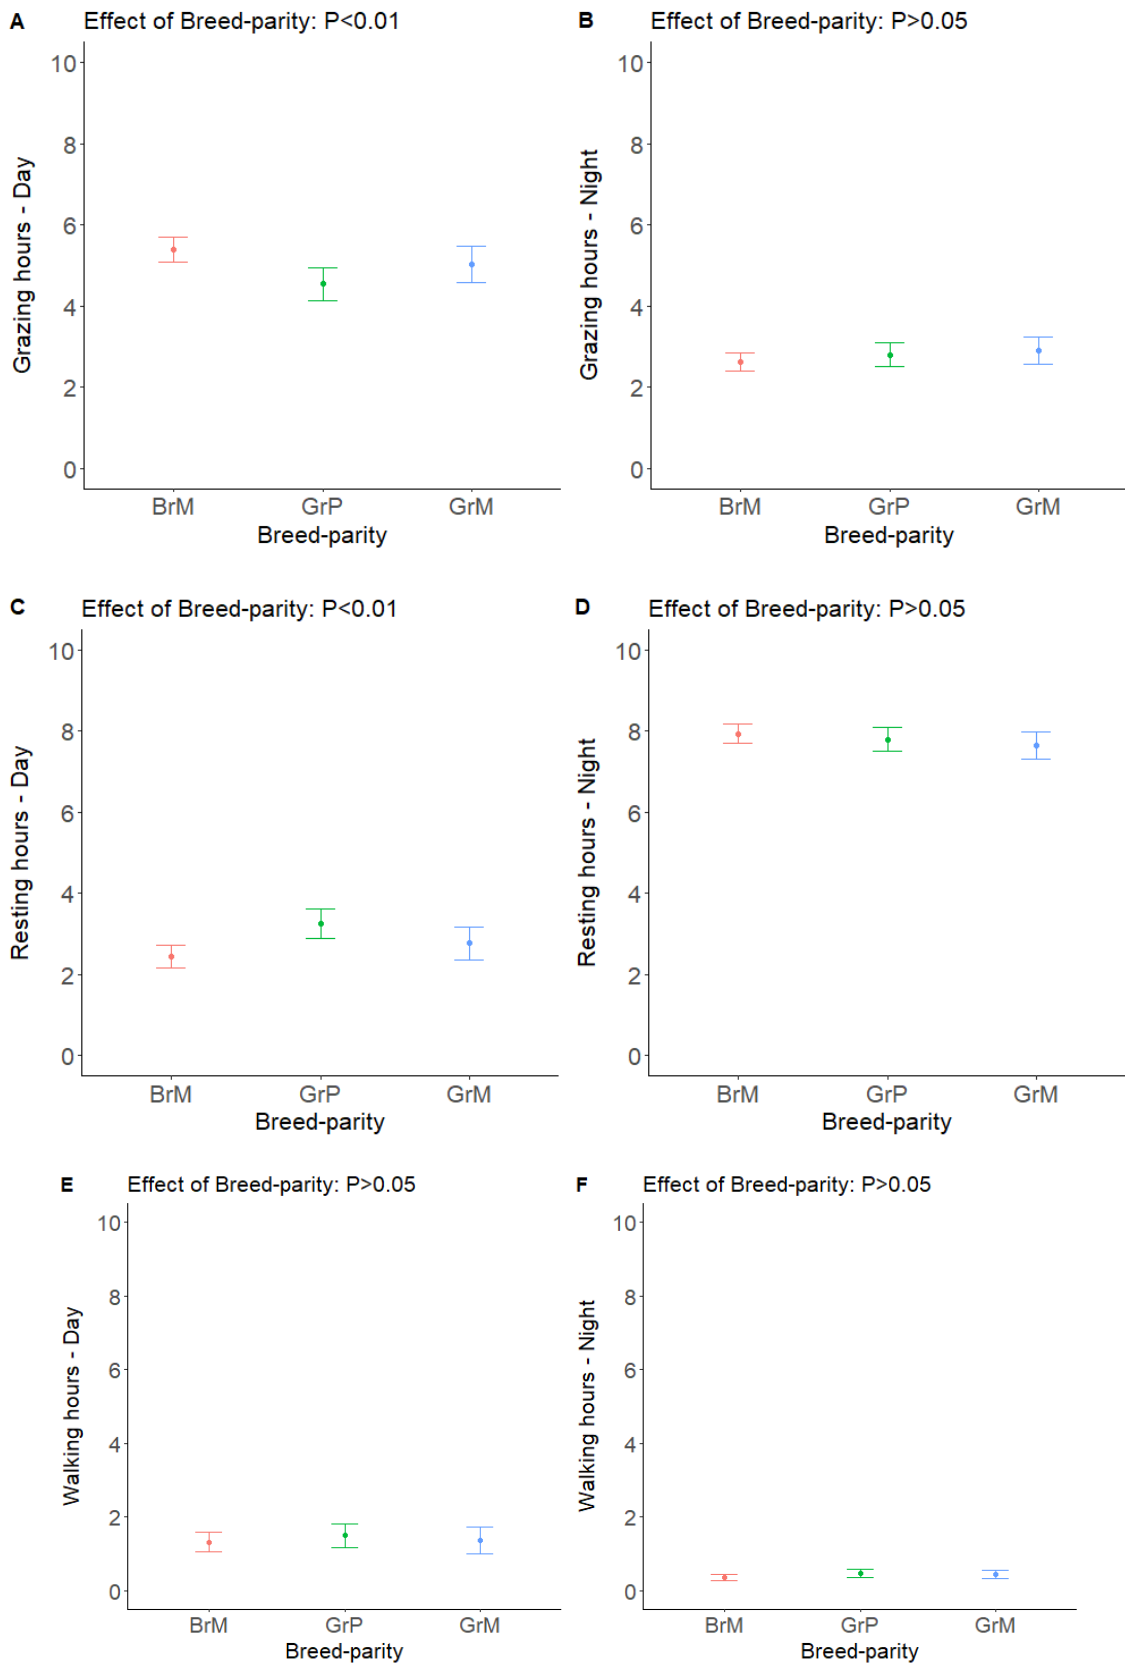 A Effect of Breed-parity: P<0.01
Grazing hours - Day
10
8
6
4
2
0
BrM GrP GrM
Breed-parity
B Effect of Breed-parity: P>0.05
Grazing hours - Night
10
8
6
4
2
0
BrM GrP GrM
Breed-parity
C Effect of Breed-parity: P<0.01
Resting hours - Day
10
8
6
4
2
0
BrM GrP GrM
Breed-parity
D Effect of Breed-parity: P>0.05
Resting hours - Night
10
8
6
4
2
0
BrM GrP GrM
Breed-parity
E Effect of Breed-parity: P>0.05
Walking hours - Day
10
8
6
4
2
0
BrM GrP GrM
Breed-parity
F Effect of Breed-parity: P>0.05
Walking hours - Night
10
8
6
4
2
0
BrM GrP GrM
Breed-parity